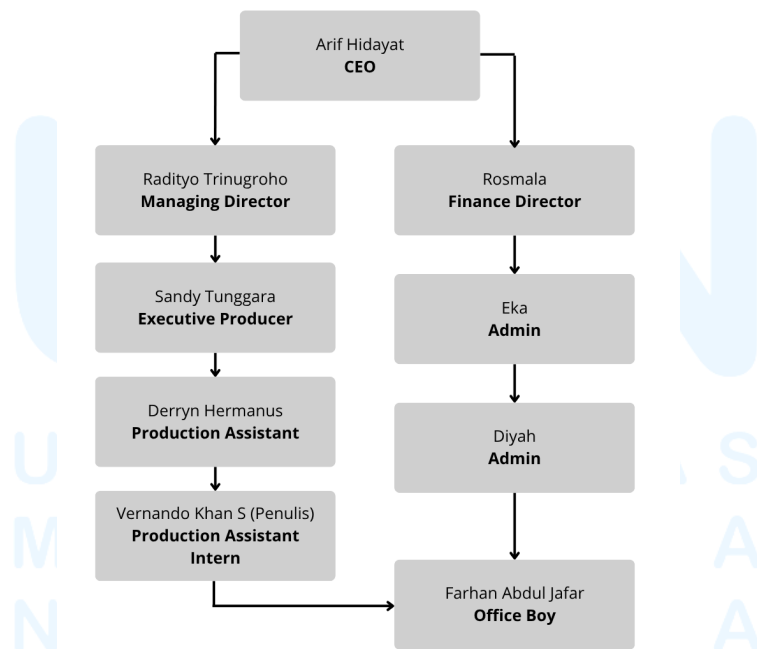 Arif Hidayat
CEO
Radityo Trinugroho
Managing Director
Rosmala
Finance Director
Sandy Tunggara
Executive Producer
Eka
Admin
Derryn Hermanus
Production Assistant
Diyah
Admin
Vernando Khan S (Penulis)
Production Assistant
Intern
Farhan Abdul Jafar
Office Boy